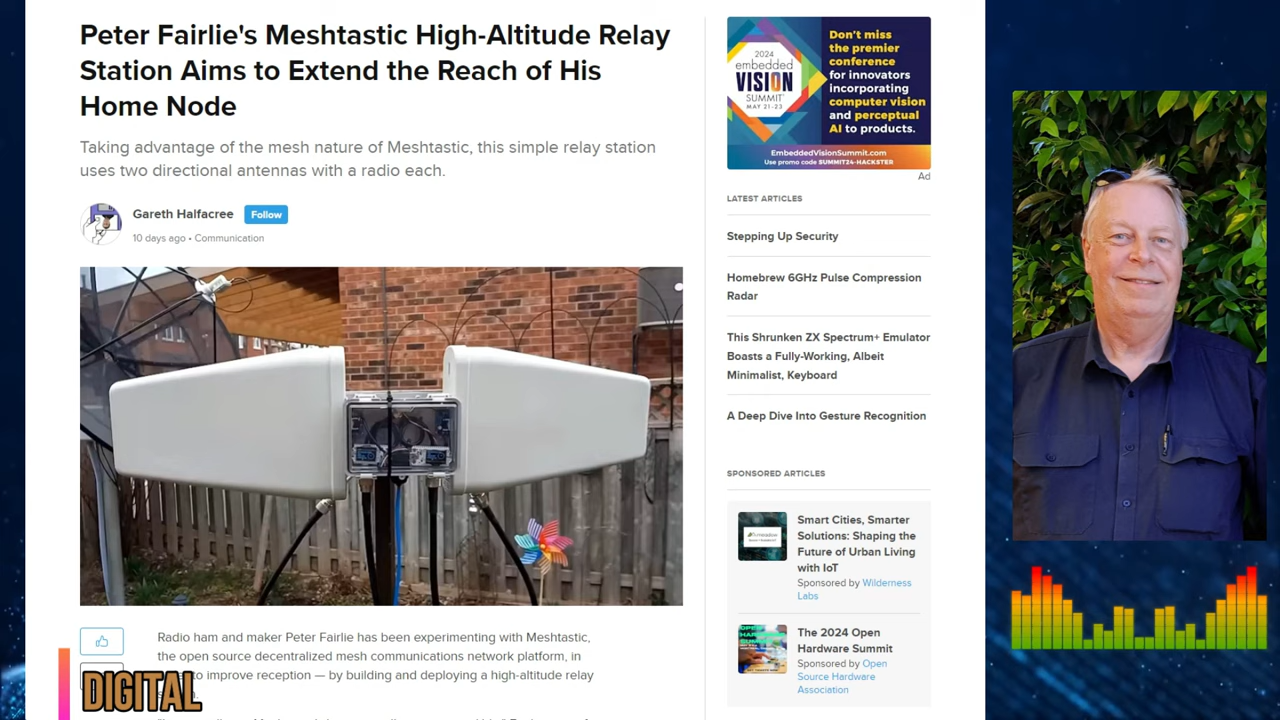 Peter Fairlie's Meshtastic High-Altitude Relay
Station Aims to Extend the Reach of His
Home Node
Taking advantage of the mesh nature of Meshtastic, this simple relay station
uses two directional antennas with a radio each.
Gareth Halfacree Follow
10 days ago • Communication
Radio ham and maker Peter Fairlie has been experimenting with Meshtastic,
the open source decentralized mesh communications network platform, in
to improve reception — by building and deploying a high-altitude relay
DIGITAL
2024
embedded
VISION
SUMMIT
MAY 21-23
Don't miss
the premier
conference
for innovators
incorporating
computer vision
and perceptual
AI to products.
EmbeddedVisionSummit.com
Use promo code SUMMIT24-HACKSTER
Ad
LATEST ARTICLES
Stepping Up Security
Homebrew 6GHz Pulse Compression
Radar
This Shrunken ZX Spectrum+ Emulator
Boasts a Fully-Working, Albeit
Minimalist, Keyboard
A Deep Dive Into Gesture Recognition
SPONSORED ARTICLES
Smart Cities, Smarter
Solutions: Shaping the
Future of Urban Living
with IoT
Sponsored by Wilderness
Labs
The 2024 Open
Hardware Summit
Sponsored by Open
Source Hardware
Association